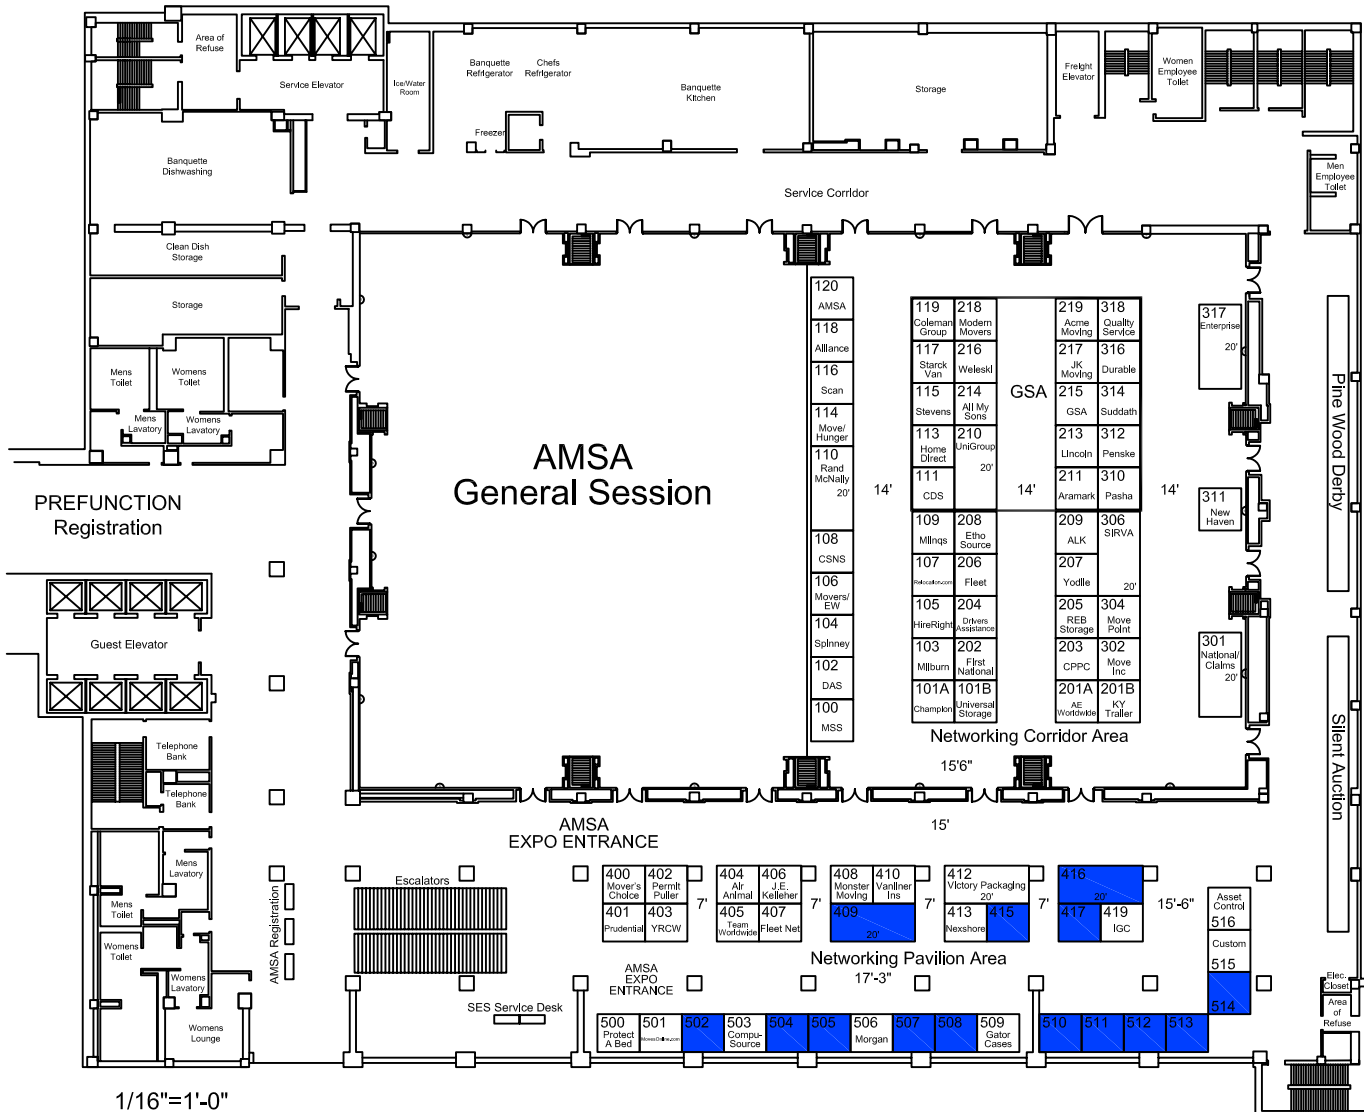 Area of
Refuse
Service Elevator
Ice/Water
Room
Banquette
Refrigerator
Chefs
Refrigerator
Freezer
Banquette
Kitchen
Storage
Freight
Elevator
Women
Employee
Toilet
Men
Employee
Toilet
Banquette
Dishwashing
Service Corridor
Clean Dish
Storage
Storage
Mens
Toilet
Womens
Toilet
Mens
Lavatory
Womens
Lavatory
PREFUNCTION
Registration
Guest Elevator
Telephone
Bank
Telephone
Bank
Mens
Lavatory
Mens
Toilet
Womens
Toilet
Womens
Lavatory
Womens
Lounge
AMSA Registration
1/16"=1'-0"
AMSA
General Session
120
AMSA
118
Alliance
116
Scan
114
Move/
Hunger
110
Rand
McNally
20'
108
CSNS
106
Movers/
EW
104
Spinney
102
DAS
100
MSS
14'
119
Coleman
Group
218
Modern
Movers
117
Starck
Van
216
Weleski
115
Stevens
214
All My
Sons
113
Home
Direct
210
UniGroup
20'
111
CDS
109
Milnqs
208
Etho
Source
107
Relocation.com
206
Fleet
105
HireRight
204
Drivers
Assistance
103
Milburn
202
First
National
101A
Champion
101B
Universal
Storage
GSA
14'
219
Acme
Moving
318
Quality
Service
217
JK
Moving
316
Durable
215
GSA
314
Suddath
213
Lincoln
312
Penske
211
Aramark
310
Pasha
209
ALK
306
SIRVA
20'
207
Yodlle
205
REB
Storage
304
Move
Point
203
CPPC
302
Move
Inc
201A
AE
Worldwide
201B
KY
Trailer
14'
317
Enterprise
20'
311
New
Haven
301
National/
Claims
20'
Pine Wood Derby
Silent Auction
Networking Corridor Area
15'6"
AMSA
EXPO ENTRANCE
15'
Escalators
400
Mover's
Choice
402
Permit
Puller
401
Prudential
403
YRCW
7'
404
Air
Animal
406
J.E.
Kelleher
405
Team
Worldwide
407
Fleet Net
7'
408
Monster
Moving
410
Vanliner
Ins
409
20'
7'
412
Victory Packaging
20'
413
Nexshore
415
7'
416
20'
417
419
IGC
15'-6"
Asset
Control
516
Custom
515
514
Networking Pavilion Area
17'-3"
AMSA
EXPO
ENTRANCE
SES Service Desk
500
Protect
A Bed
501
MovesOnline.com
502
503
Compu-
Source
504
505
506
Morgan
507
508
509
Gator
Cases
510
511
512
513
Elec.
Closet
Area
of
Refuse